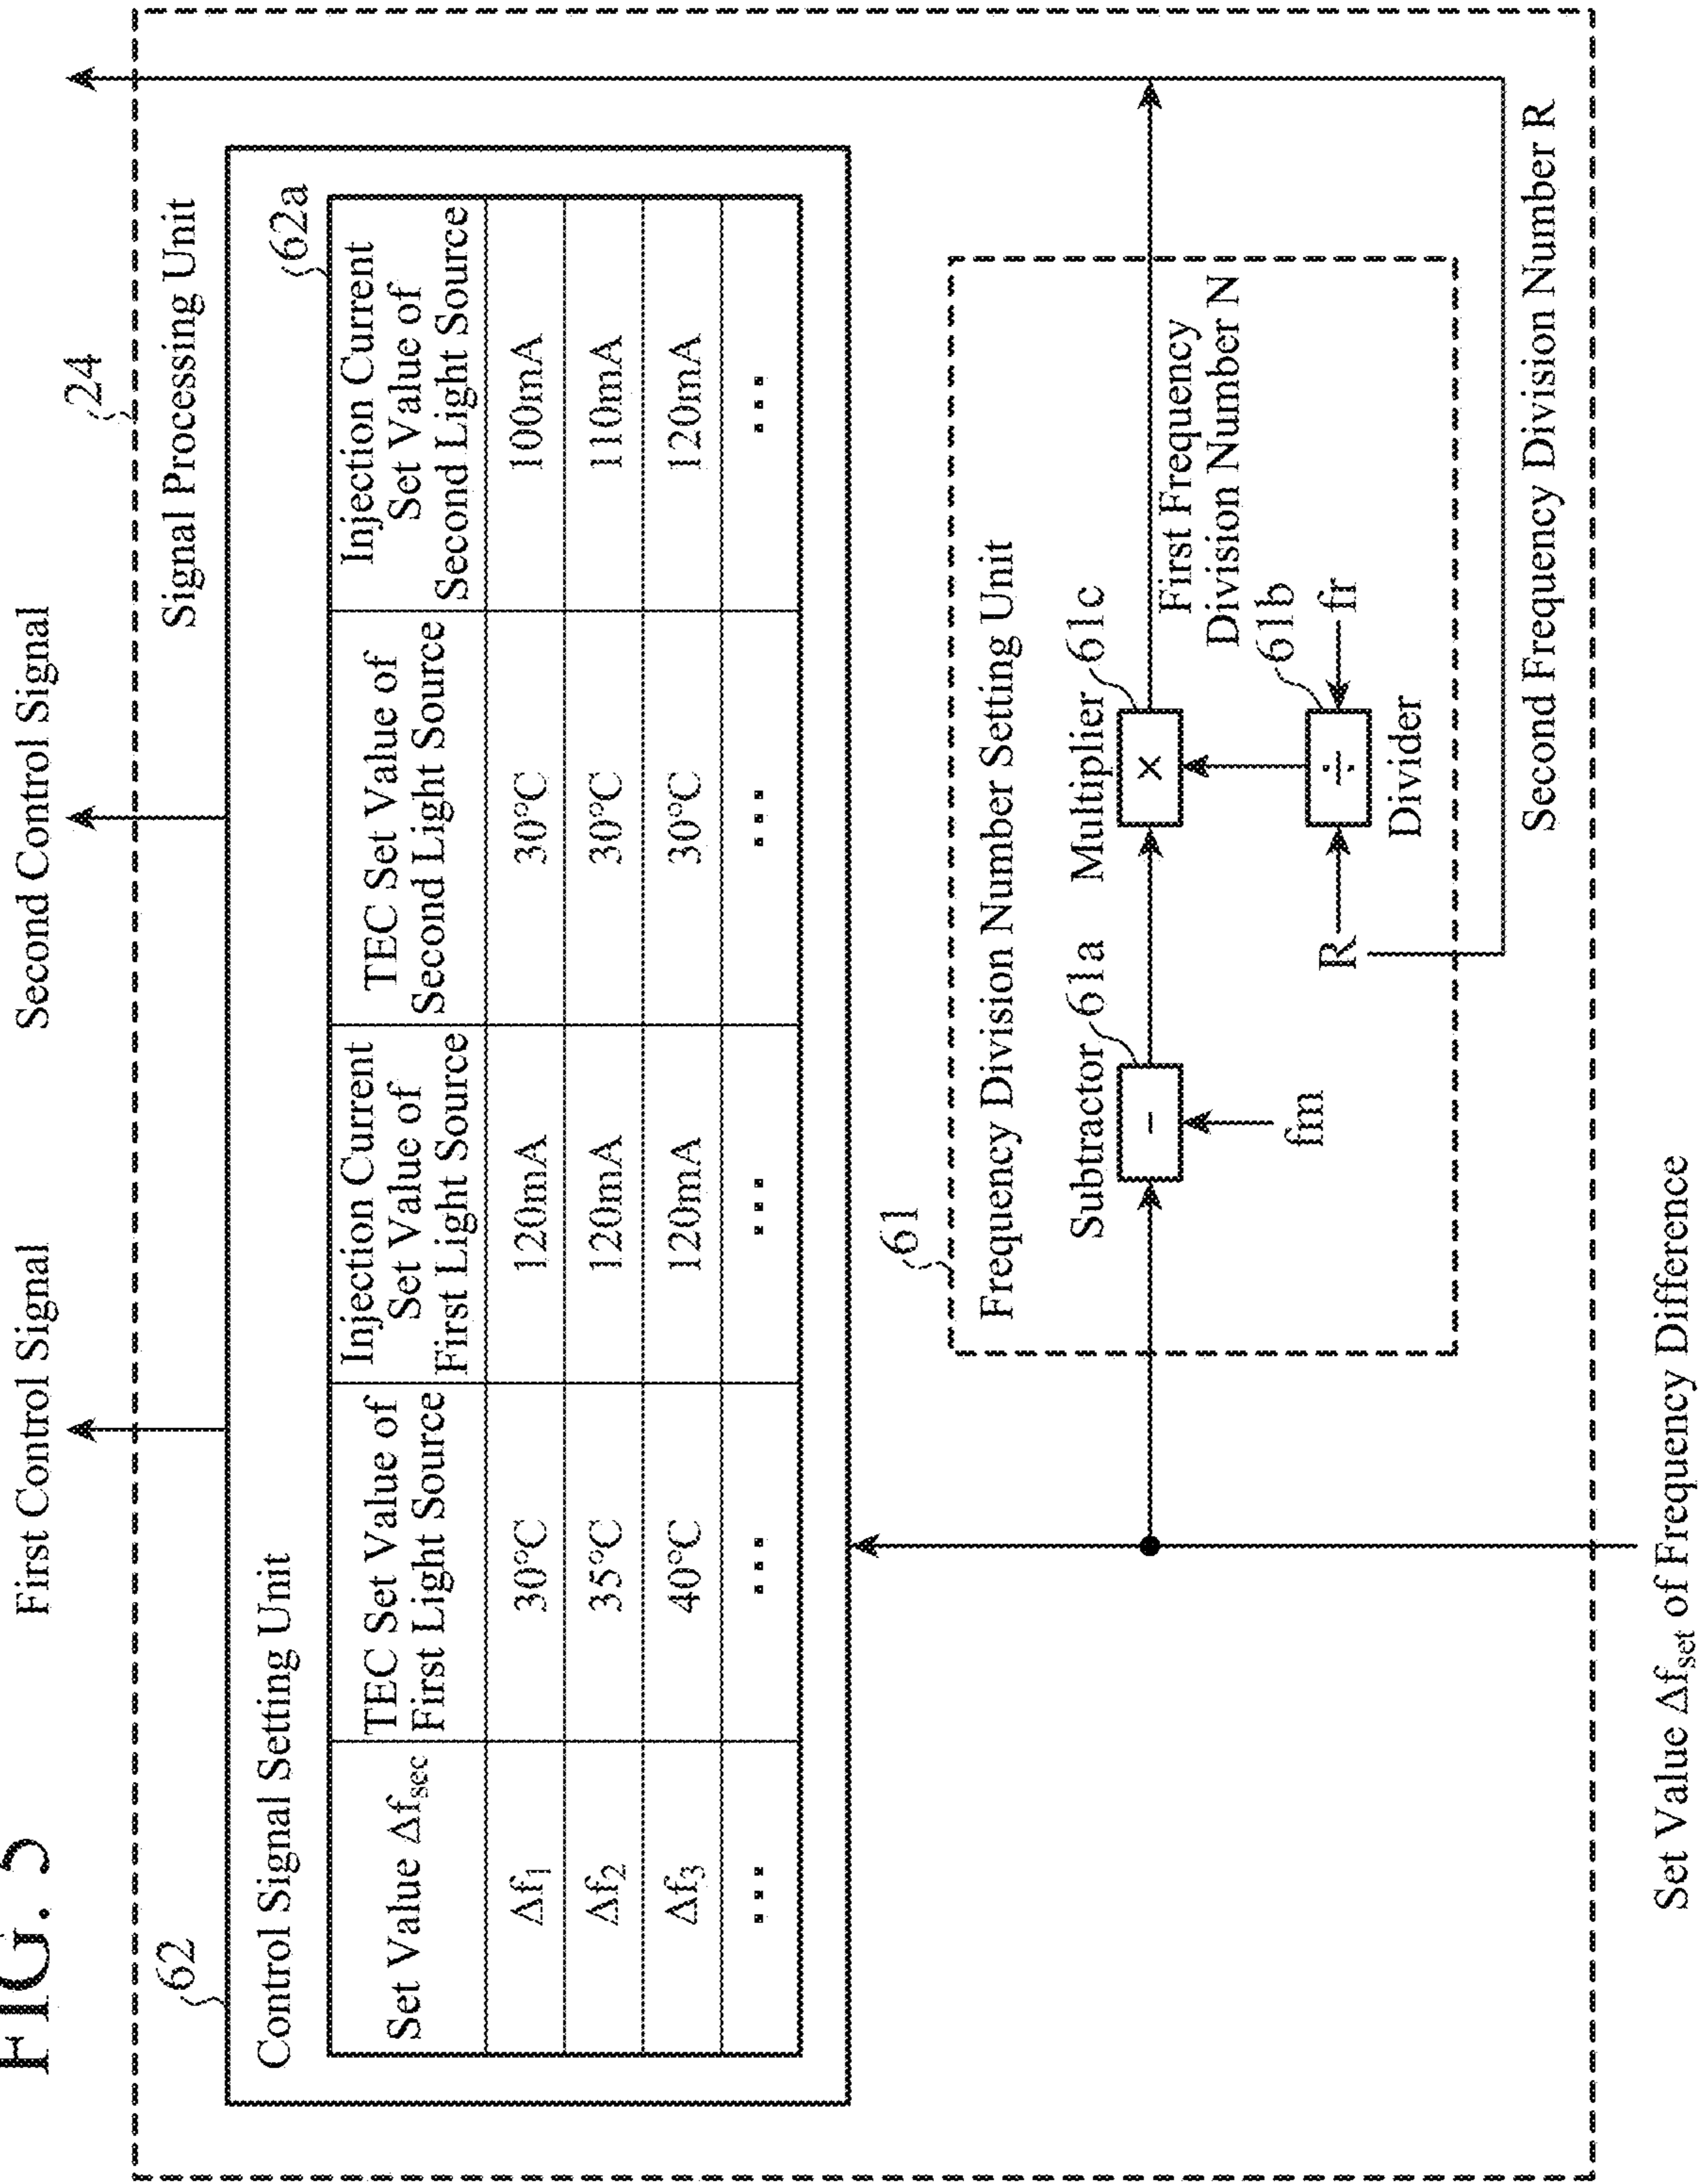 FIG. 5
First Control Signal
Second Control Signal
24
62
Signal Processing Unit
Control Signal Setting Unit
62a
Set Value Δfsec
TEC Set Value of
First Light Source
Injection Current
Set Value of
First Light Source
TEC Set Value of
Second Light Source
Injection Current
Set Value of
Second Light Source
Δf1
30°C
120mA
30°C
100mA
Δf2
35°C
120mA
30°C
110mA
Δf3
40°C
120mA
30°C
120mA
...
...
...
...
...
61
Frequency Division Number Setting Unit
Subtractor
61a
Multiplier
61c
−
×
First Frequency
Division Number N
fm
61b
R
÷
fr
Divider
Second Frequency Division Number R
Set Value Δfset of Frequency Difference